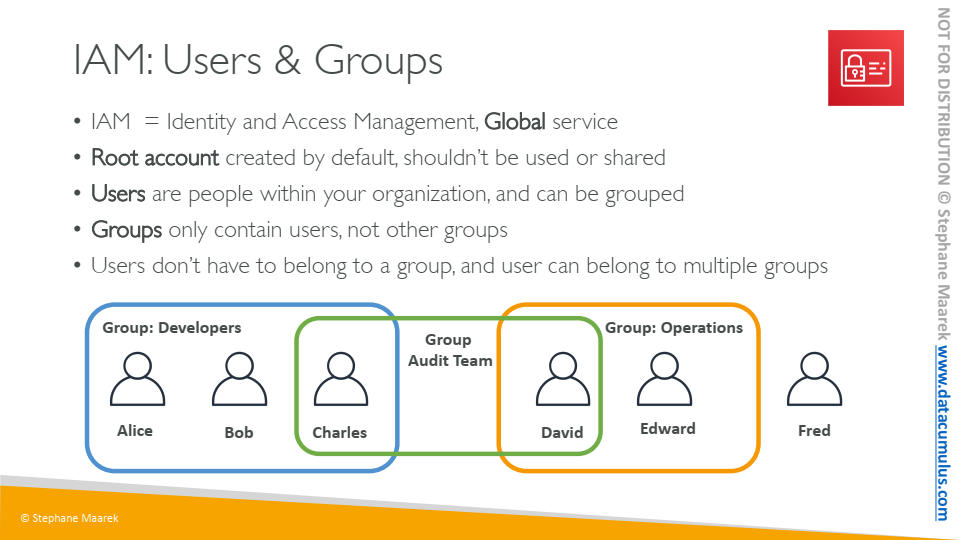 IAM: Users & Groups
• IAM = Identity and Access Management, Global service
• Root account created by default, shouldn't be used or shared
• Users are people within your organization, and can be grouped
• Groups only contain users, not other groups
• Users don't have to belong to a group, and user can belong to multiple groups
Group: Developers
Group
Audit Team
Group: Operations
Alice
Bob
Charles
David
Edward
Fred
© Stephane Maarek
NOT FOR DISTRIBUTION © Stephane Maarek www.datacumulus.com